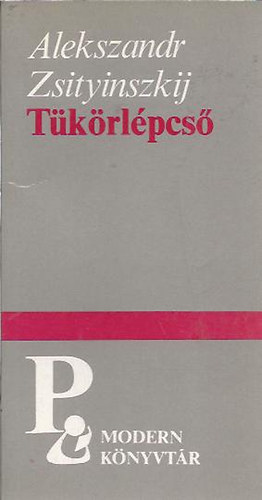 Alekszandr
Zsityinszkij
Tükörlépcső
P
MODERN
KÖNYVTÁR